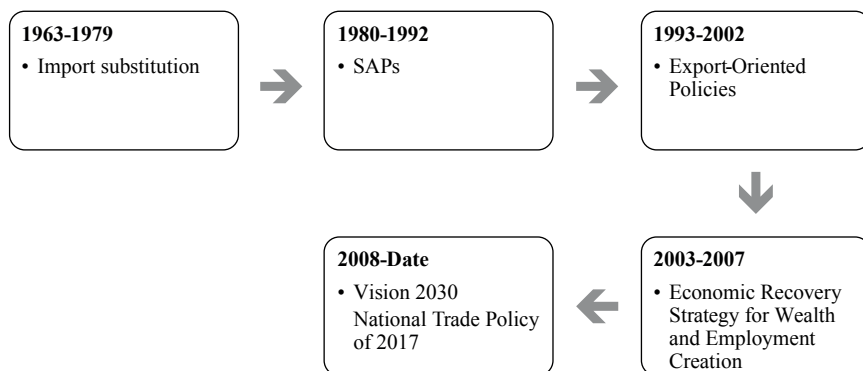 1963-1979
• Import substitution
1980-1992
• SAPs
1993-2002
• Export-Oriented
Policies
2003-2007
• Economic Recovery
Strategy for Wealth
and Employment
Creation
2008-Date
• Vision 2030
National Trade Policy
of 2017